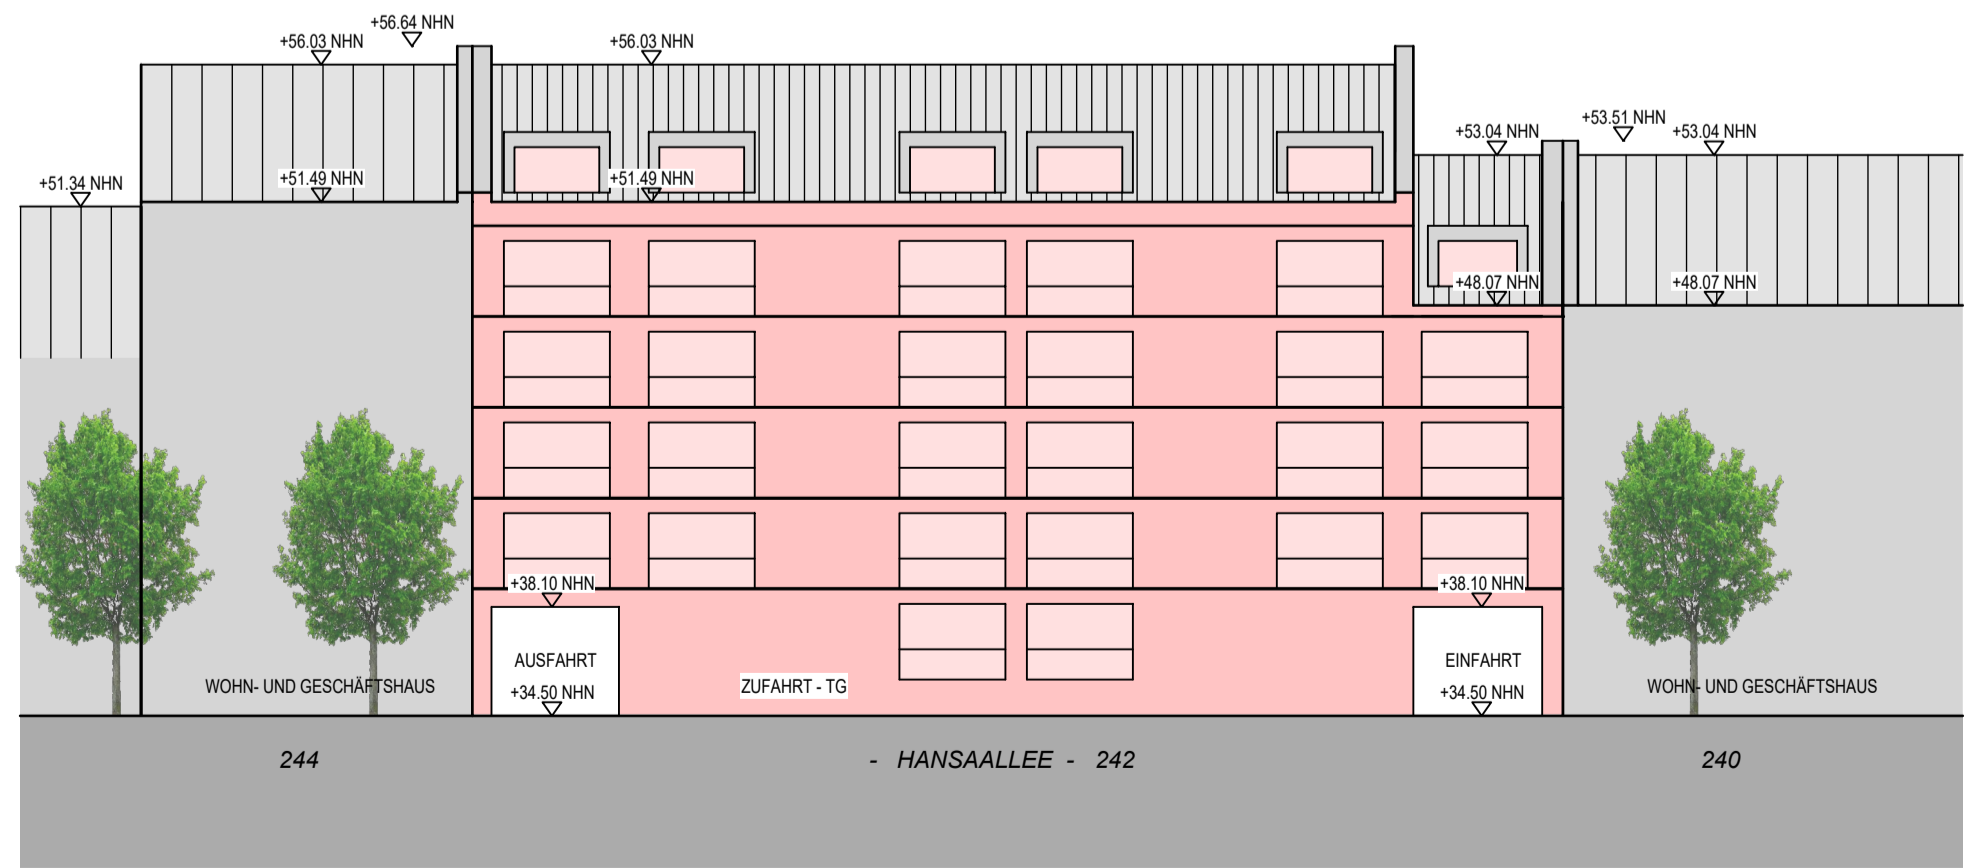 +56.64 NHN
+56.03 NHN
+56.03 NHN
+53.51 NHN
+53.04 NHN
+53.04 NHN
+51.34 NHN
+51.49 NHN
+51.49 NHN
+48.07 NHN
+48.07 NHN
+38.10 NHN
+38.10 NHN
AUSFAHRT
EINFAHRT
WOHN- UND GESCHÄFTSHAUS
+34.50 NHN
ZUFAHRT - TG
+34.50 NHN
WOHN- UND GESCHÄFTSHAUS
244
- HANSAALLEE - 242
240